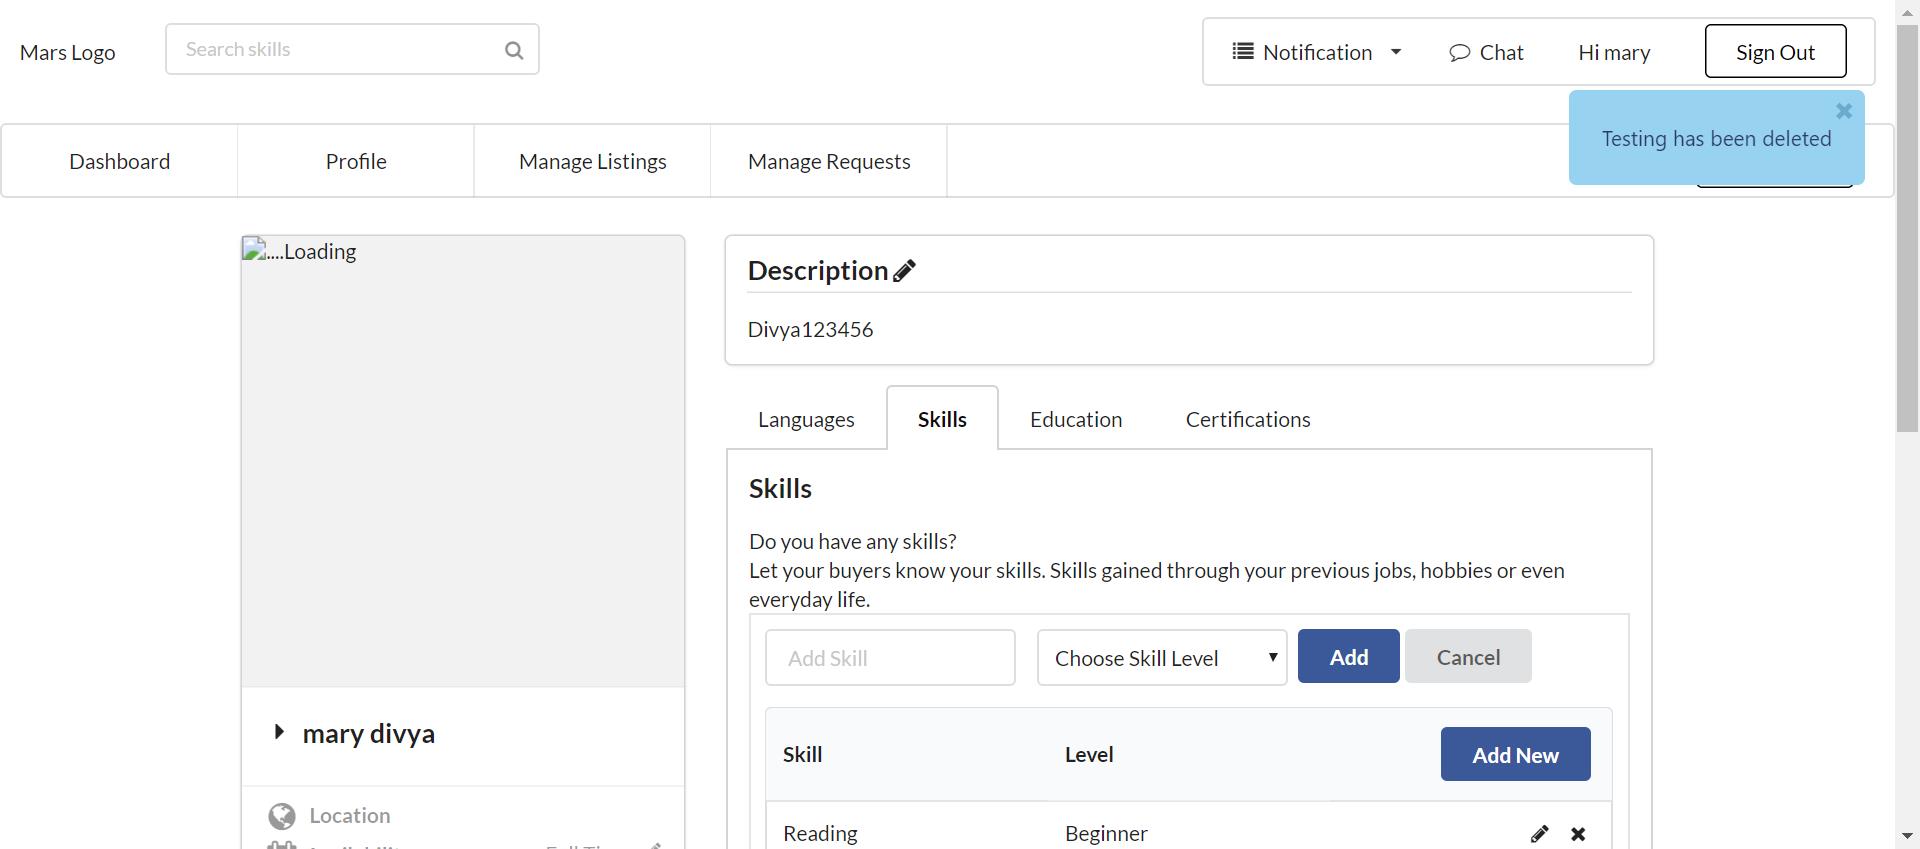 Mars Logo
Search skills
Notification
Chat
Hi mary
Sign Out
Testing has been deleted
Dashboard
Profile
Manage Listings
Manage Requests
....Loading
Description
Divya123456
Languages
Skills
Education
Certifications
Skills
Do you have any skills?
Let your buyers know your skills. Skills gained through your previous jobs, hobbies or even
everyday life.
Add Skill
Choose Skill Level
Add
Cancel
Skill
Level
Add New
Reading
Beginner
mary divya
Location